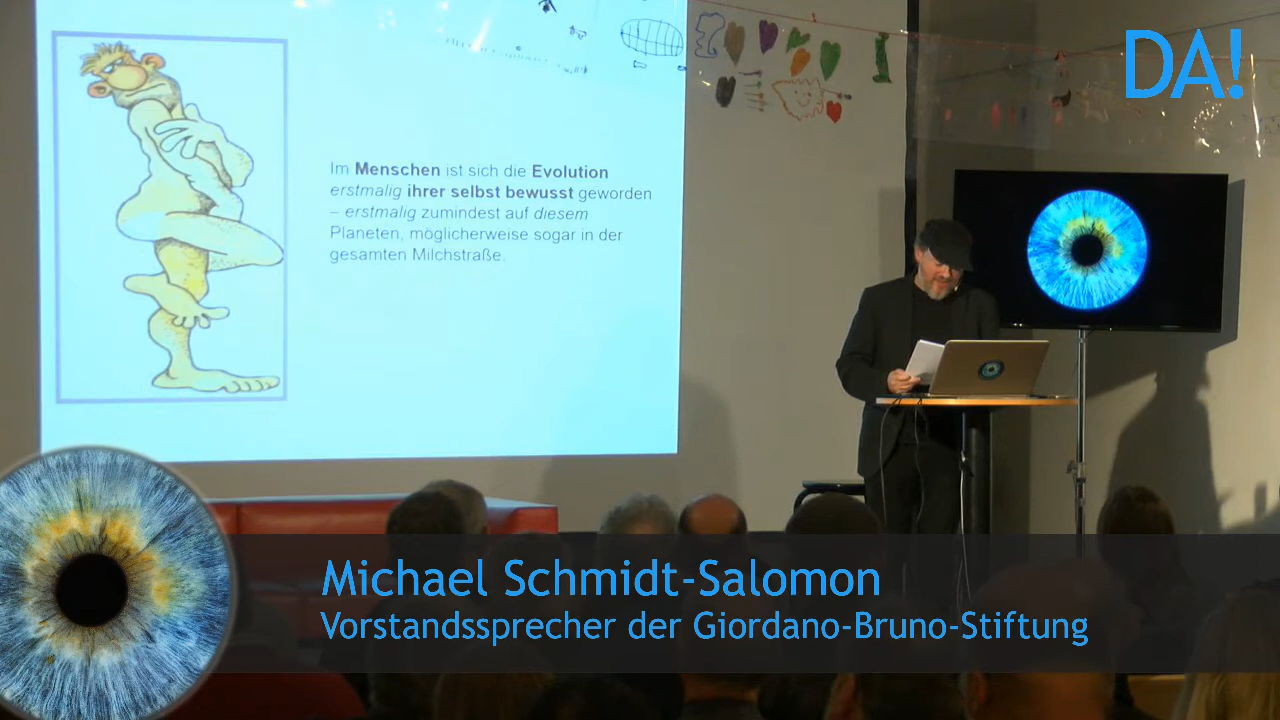 DA!
Im Menschen ist sich die Evolution
erstmalig ihrer selbst bewusst geworden
– erstmalig zumindest auf diesem
Planeten, möglicherweise sogar in der
gesamten Milchstraße.
Michael Schmidt-Salomon
Vorstandssprecher der Giordano-Bruno-Stiftung